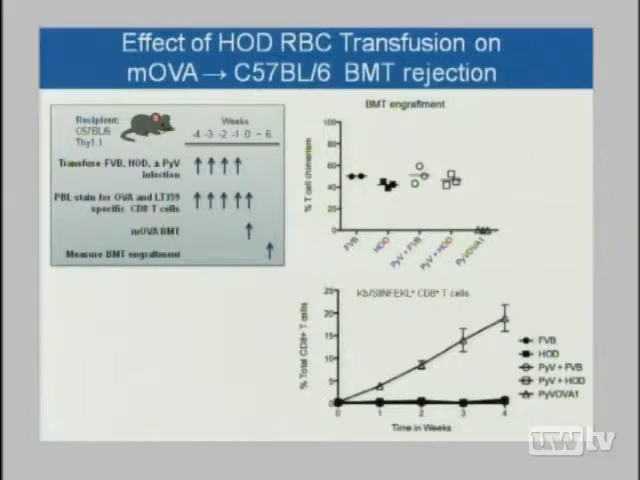 Effect of HOD RBC Transfusion on
mOVA → C57BL/6 BMT rejection
Recipient:
C57BL/6
Thy1.1
Weeks
-4 -3 -2 -1 0 ~ 6
Transfuse FVB, HOD, ± PyV
infection
PBL stain for OVA and LT359
specific CD8 T cells
mOVA BMT
Measure BMT engraftment
BMT engraftment
% T cell chimerism
100
80
60
40
20
0
FVB
HOD
PyV + FVB
PyV + HOD
PyVOVA1
Kb/SIINFEKL⁺ CD8⁺ T cells
% Total CD8+ T cells
25
20
15
10
5
0
0 1 2 3 4
Time in Weeks
FVB
HOD
PyV + FVB
PyV + HOD
PyVOVA1
uwtv